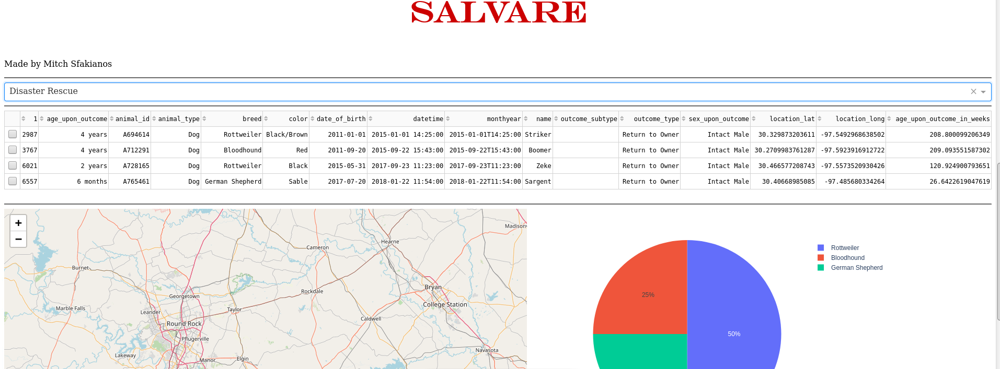 SALVARE
Made by Mitch Sfakianos
Disaster Rescue × 
1 age_upon_outcome animal_id animal_type breed color date_of_birth datetime monthyear name outcome_subtype outcome_type sex_upon_outcome location_lat location_long age_upon_outcome_in_weeks
2987 4 years A694614 Dog Rottweiler Black/Brown 2011-01-01 2015-01-01 14:25:00 2015-01-01T14:25:00 Striker Return to Owner Intact Male 30.329873203611 -97.5492968638502 208.800099206349
3767 4 years A712291 Dog Bloodhound Red 2011-09-20 2015-09-22 15:43:00 2015-09-22T15:43:00 Boomer Return to Owner Intact Male 30.2709983761287 -97.5923916912722 209.093551587302
6021 2 years A728165 Dog Rottweiler Black 2015-05-31 2017-09-23 11:23:00 2017-09-23T11:23:00 Zeke Return to Owner Intact Male 30.466577208743 -97.5573520930426 120.924900793651
6557 6 months A765461 Dog German Shepherd Sable 2017-07-20 2018-01-22 11:54:00 2018-01-22T11:54:00 Sargent Return to Owner Intact Male 30.40668985085 -97.485680334264 26.6422619047619
+
−
Madison
Hearne
Cameron
Burnet
Bryan
Rockdale
Georgetown
College Station
Marble Falls
Taylor
Leander
Caldwell
Round Rock
Pflugerville
Navasota
Lakeway
Elgin
Manor
Rottweiler
Bloodhound
German Shepherd
25%
50%